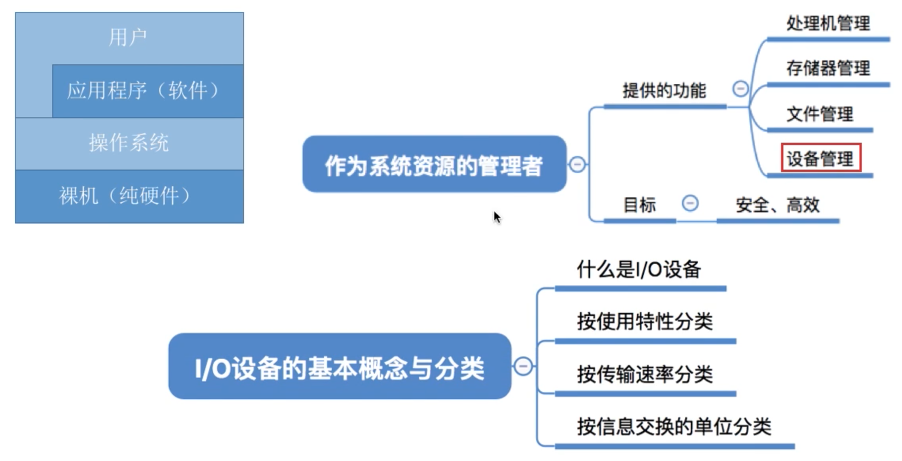 用户
应用程序（软件）
操作系统
裸机（纯硬件）
作为系统资源的管理者
提供的功能
处理机管理
存储器管理
文件管理
设备管理
目标
安全、高效
I/O设备的基本概念与分类
什么是I/O设备
按使用特性分类
按传输速率分类
按信息交换的单位分类